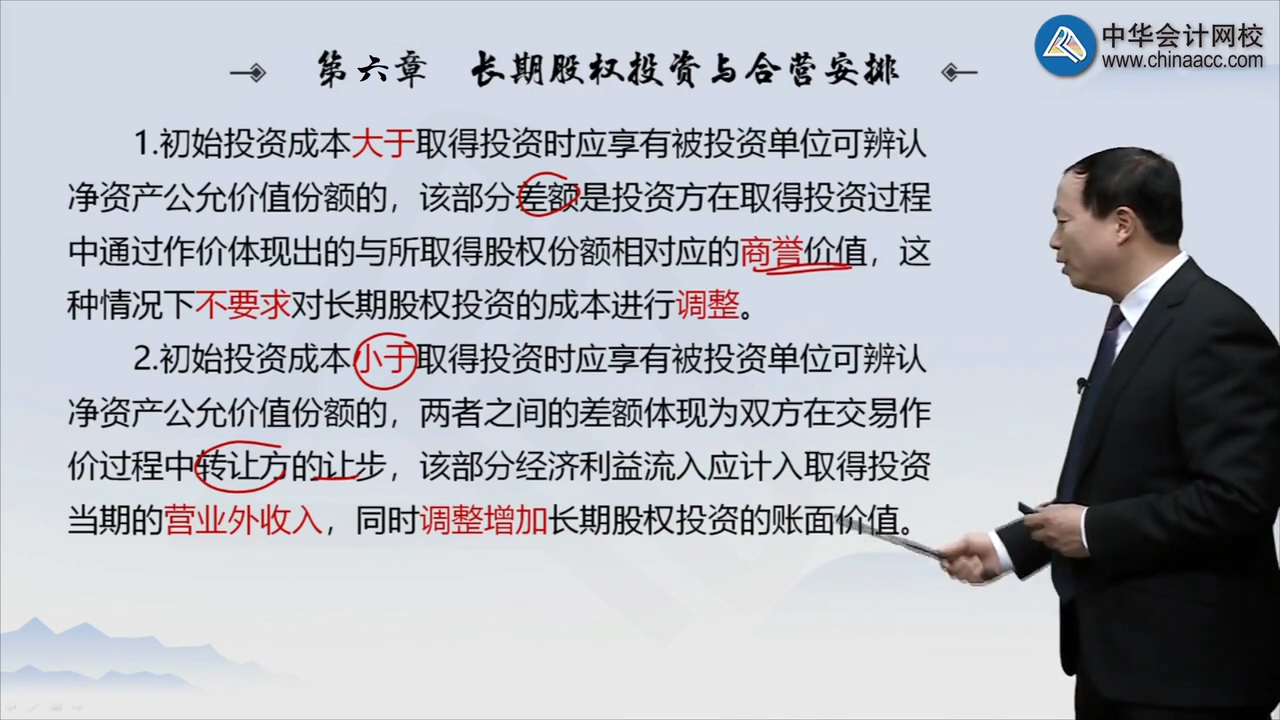 中华会计网校
www.chinaacc.com
第六章 长期股权投资与合营安排
1.初始投资成本大于取得投资时应享有被投资单位可辨认
净资产公允价值份额的，该部分差额是投资方在取得投资过程
中通过作价体现出的与所取得股权份额相对应的商誉价值，这
种情况下不要求对长期股权投资的成本进行调整。
2.初始投资成本小于取得投资时应享有被投资单位可辨认
净资产公允价值份额的，两者之间的差额体现为双方在交易作
价过程中转让方的让步，该部分经济利益流入应计入取得投资
当期的营业外收入，同时调整增加长期股权投资的账面价值。